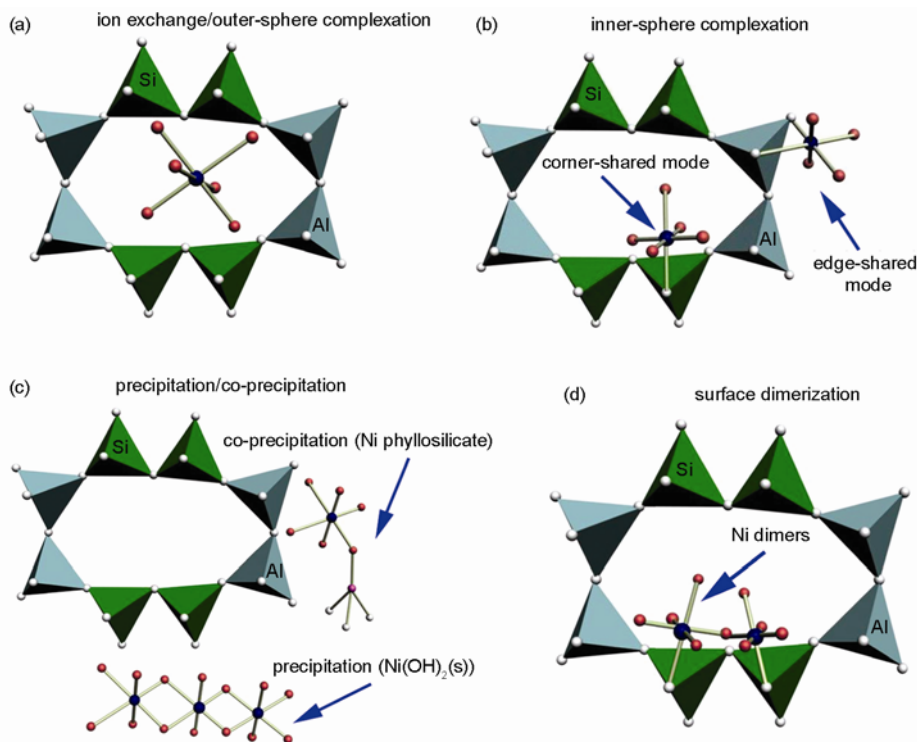 (a)
ion exchange/outer-sphere complexation
Si
Al
(b)
inner-sphere complexation
Si
corner-shared mode
Al
edge-shared
mode
(c)
precipitation/co-precipitation
co-precipitation (Ni phyllosilicate)
Si
Al
precipitation (Ni(OH)₂(s))
(d)
surface dimerization
Si
Ni dimers
Al